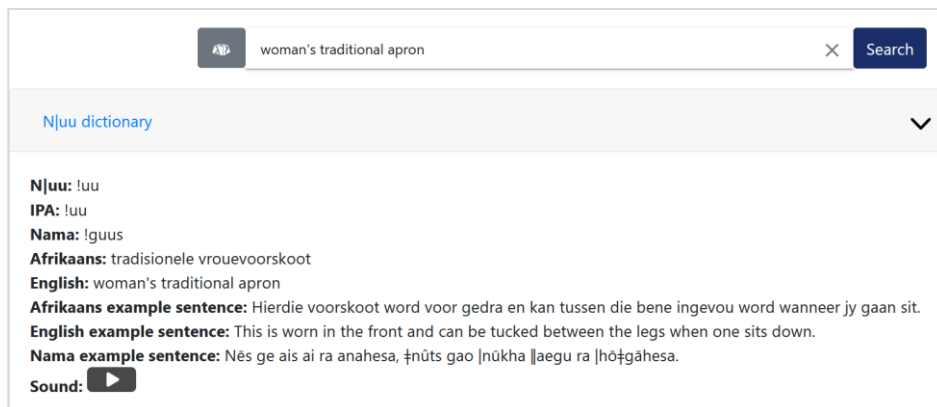 woman's traditional apron
Search
N|uu dictionary
N|uu: !uu
IPA: !uu
Nama: !guus
Afrikaans: tradisionele vrouevoorskoot
English: woman's traditional apron
Afrikaans example sentence: Hierdie voorskoot word voor gedra en kan tussen die bene ingevou word wanneer jy gaan sit.
English example sentence: This is worn in the front and can be tucked between the legs when one sits down.
Nama example sentence: Nēs ge ais ai ra anahesa, ǂnûts gao |nūkha ǁaegu ra |hōǂgāhesa.
Sound: